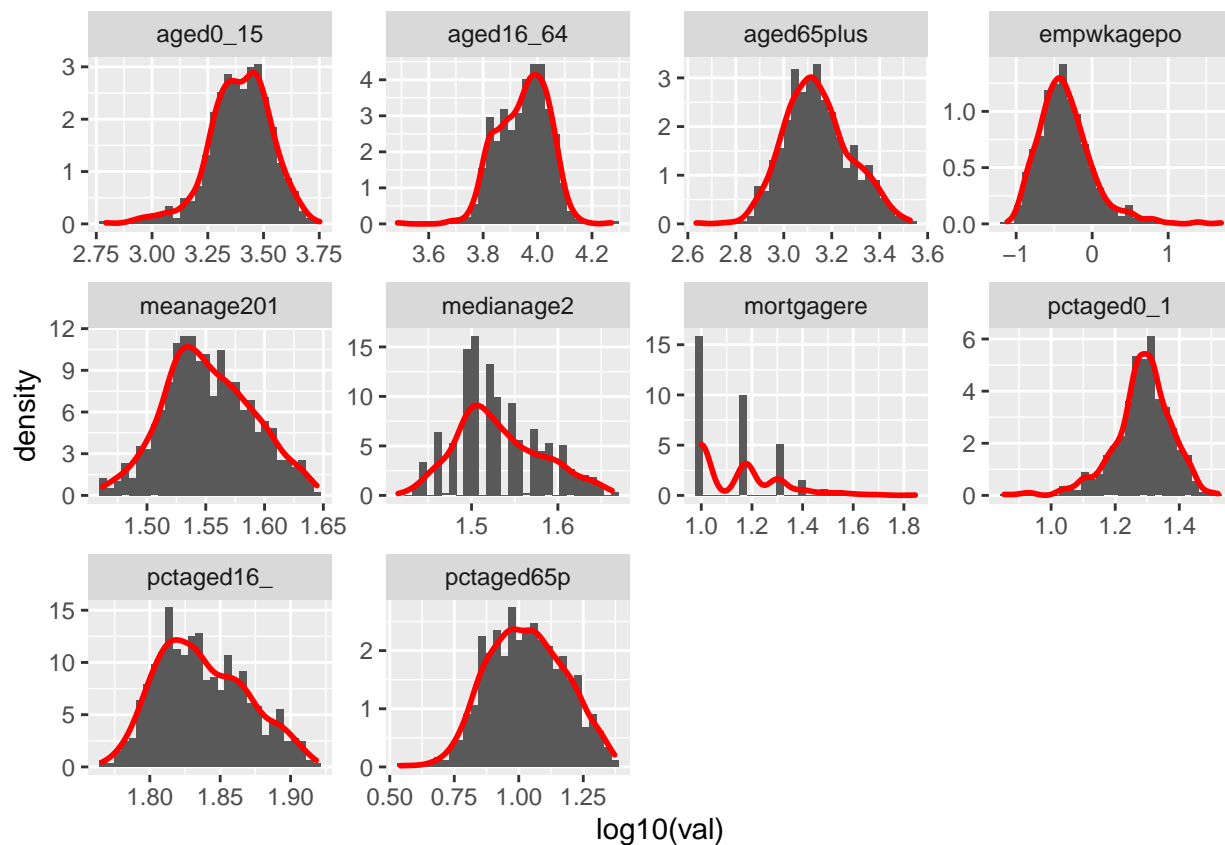 aged0_15 aged16_64 aged65plus empwkagepo
3 4 3 1.0
2 3 2 0.5
1 2 1 0.0
0 1
0
2.75 3.00 3.25 3.50 3.75 3.6 3.8 4.0 4.2 2.6 2.8 3.0 3.2 3.4 3.6 −1 0 1
meanage201 medianage2 mortgagere pctaged0_1
12 15 15 6
9 10 10 4
6 5 5 2
3 0 0 0
0
1.50 1.55 1.60 1.65 1.5 1.6 1.0 1.2 1.4 1.6 1.8 1.0 1.2 1.4
pctaged16_ pctaged65p
15 2
10 1
5 0
0
1.80 1.85 1.90 0.50 0.75 1.00 1.25
density
log10(val)